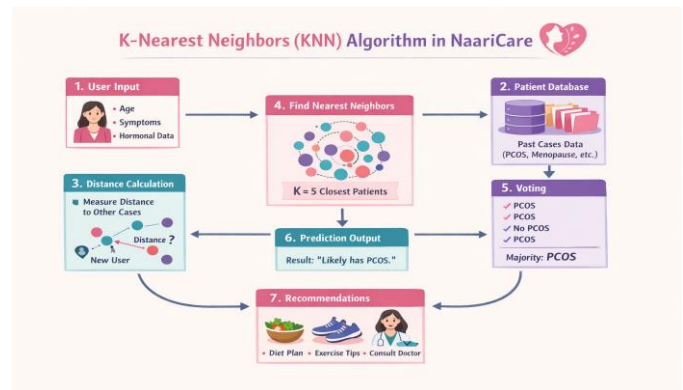 K-Nearest Neighbors (KNN) Algorithm in NaariCare
1. User Input
• Age
• Symptoms
• Hormonal Data
4. Find Nearest Neighbors
K = 5 Closest Patients
2. Patient Database
Past Cases Data
(PCOS, Menopause, etc.)
3. Distance Calculation
Measure Distance
to Other Cases
Distance ?
New User
6. Prediction Output
Result: "Likely has PCOS."
5. Voting
✓ PCOS
✓ PCOS
✓ No PCOS
✓ PCOS
Majority: PCOS
7. Recommendations
• Diet Plan • Exercise Tips • Consult Doctor